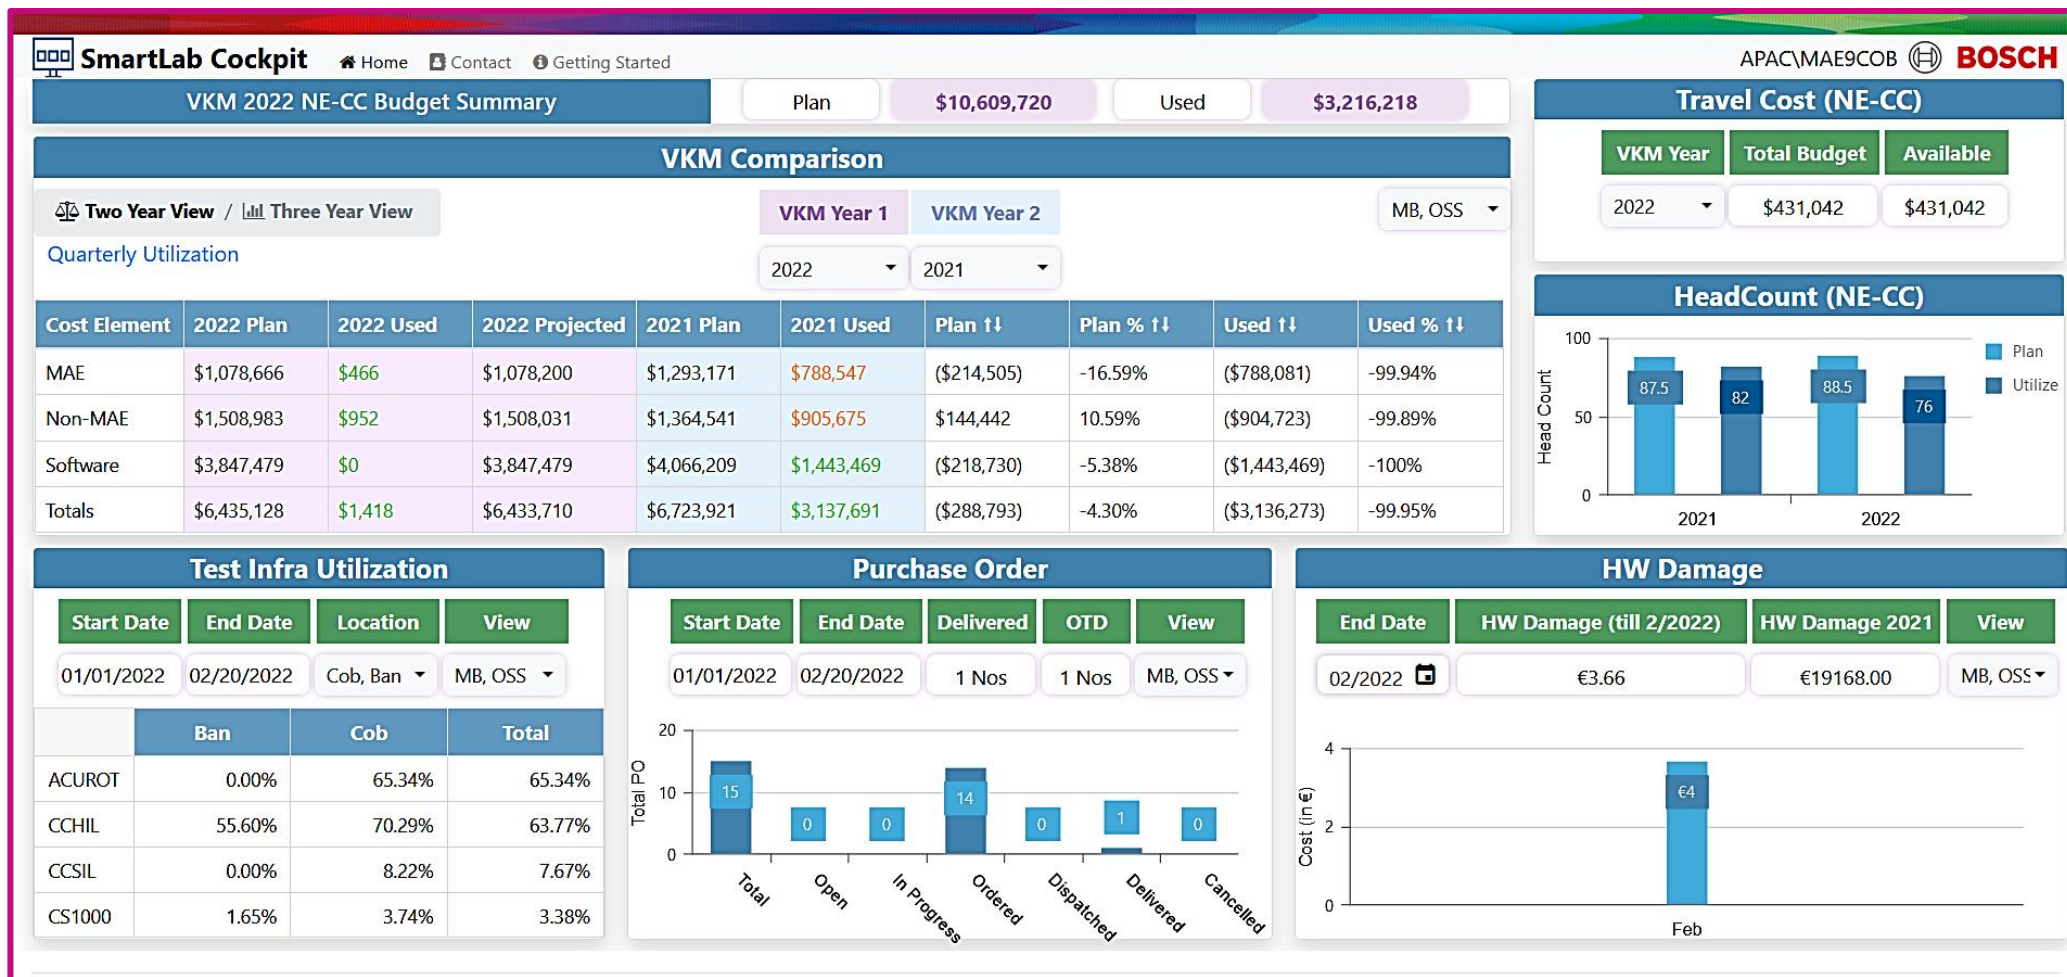 SmartLab Cockpit Home Contact Getting Started APAC\MAE9COB BOSCH
VKM 2022 NE-CC Budget Summary Plan $10,609,720 Used $3,216,218
VKM Comparison
Two Year View / Three Year View VKM Year 1 VKM Year 2 MB, OSS
Quarterly Utilization 2022 2021
Cost Element 2022 Plan 2022 Used 2022 Projected 2021 Plan 2021 Used Plan ↑↓ Plan % ↑↓ Used ↑↓ Used % ↑↓
MAE $1,078,666 $466 $1,078,200 $1,293,171 $788,547 ($214,505) -16.59% ($788,081) -99.94%
Non-MAE $1,508,983 $952 $1,508,031 $1,364,541 $905,675 $144,442 10.59% ($904,723) -99.89%
Software $3,847,479 $0 $3,847,479 $4,066,209 $1,443,469 ($218,730) -5.38% ($1,443,469) -100%
Totals $6,435,128 $1,418 $6,433,710 $6,723,921 $3,137,691 ($288,793) -4.30% ($3,136,273) -99.95%
Travel Cost (NE-CC)
VKM Year Total Budget Available
2022 $431,042 $431,042
HeadCount (NE-CC)
Head Count
100
50
0
87.5 82 88.5 76
2021 2022
Plan
Utilize
Test Infra Utilization
Start Date End Date Location View
01/01/2022 02/20/2022 Cob, Ban MB, OSS
Ban Cob Total
ACUROT 0.00% 65.34% 65.34%
CCHIL 55.60% 70.29% 63.77%
CCSIL 0.00% 8.22% 7.67%
CS1000 1.65% 3.74% 3.38%
Purchase Order
Start Date End Date Delivered OTD View
01/01/2022 02/20/2022 1 Nos 1 Nos MB, OSS
Total PO
20
10
0
15 0 0 14 0 1 0
Total Open In Progress Ordered Dispatched Delivered Cancelled
HW Damage
End Date HW Damage (till 2/2022) HW Damage 2021 View
02/2022 €3.66 €19168.00 MB, OSS
Cost (in €)
4
2
0
€4
Feb